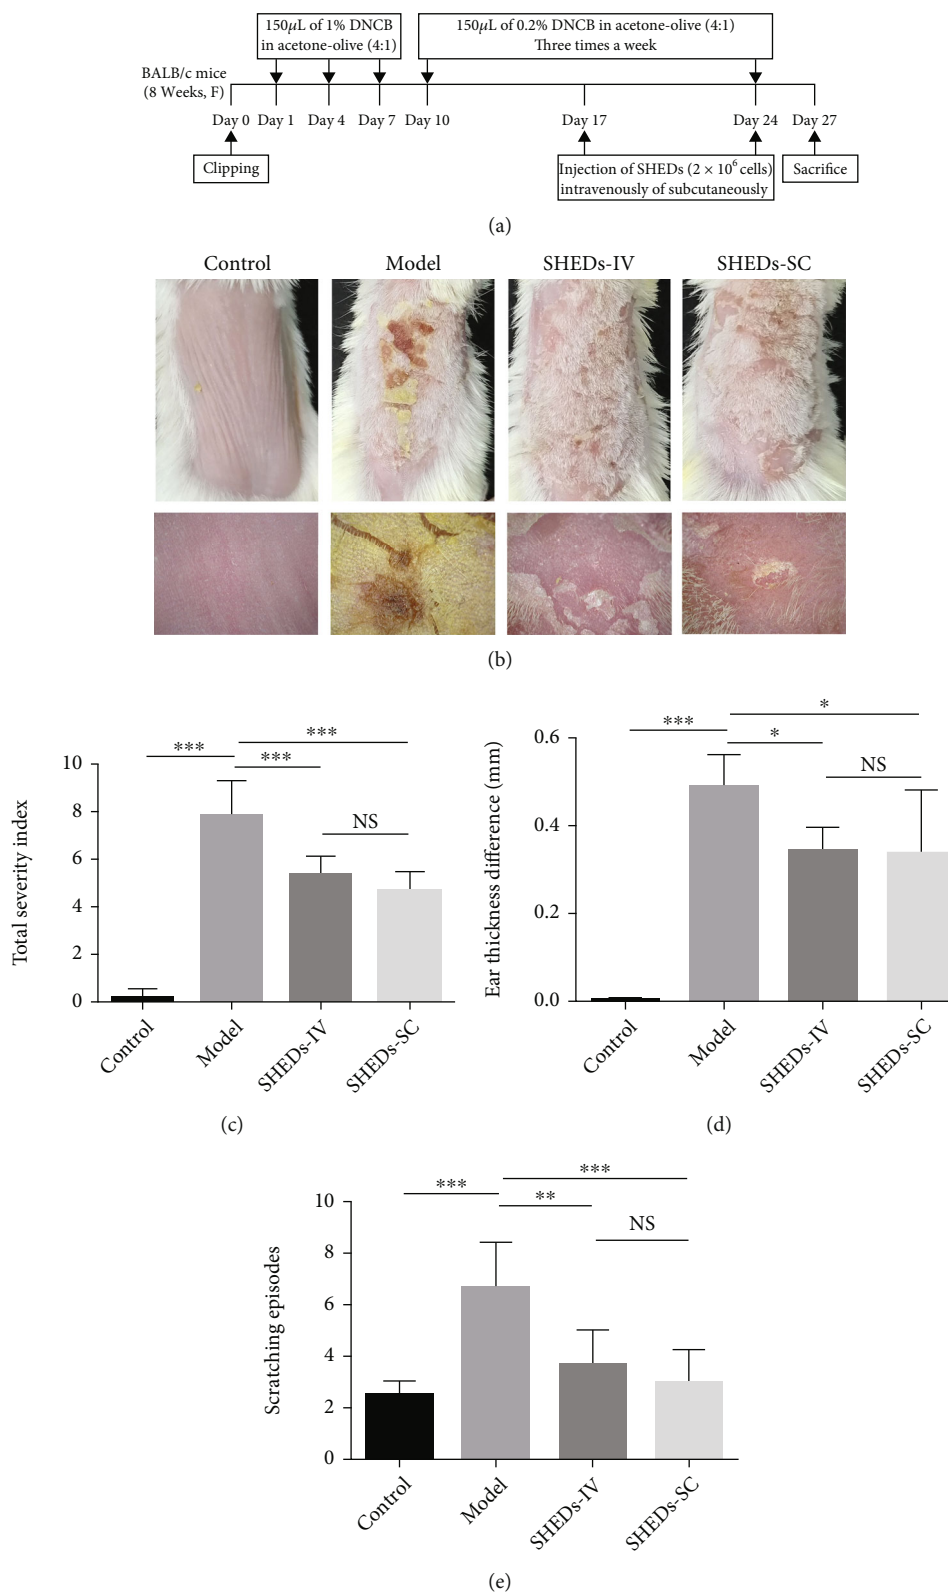 150μL of 1% DNCB
in acetone-olive (4:1)
150μL of 0.2% DNCB in acetone-olive (4:1)
Three times a week
BALB/c mice
(8 Weeks, F)
Day 0 Day 1 Day 4 Day 7 Day 10 Day 17 Day 24 Day 27
Clipping
Injection of SHEDs (2 × 10⁶ cells)
intravenously of subcutaneously
Sacrifice
(a)
Control Model SHEDs-IV SHEDs-SC
(b)
Total severity index
10
8
6
4
2
0
***
***
***
NS
Control Model SHEDs-IV SHEDs-SC
(c)
Ear thickness difference (mm)
0.6
0.4
0.2
0.0
***
*
*
NS
Control Model SHEDs-IV SHEDs-SC
(d)
Scratching episodes
10
8
6
4
2
0
***
***
**
NS
Control Model SHEDs-IV SHEDs-SC
(e)